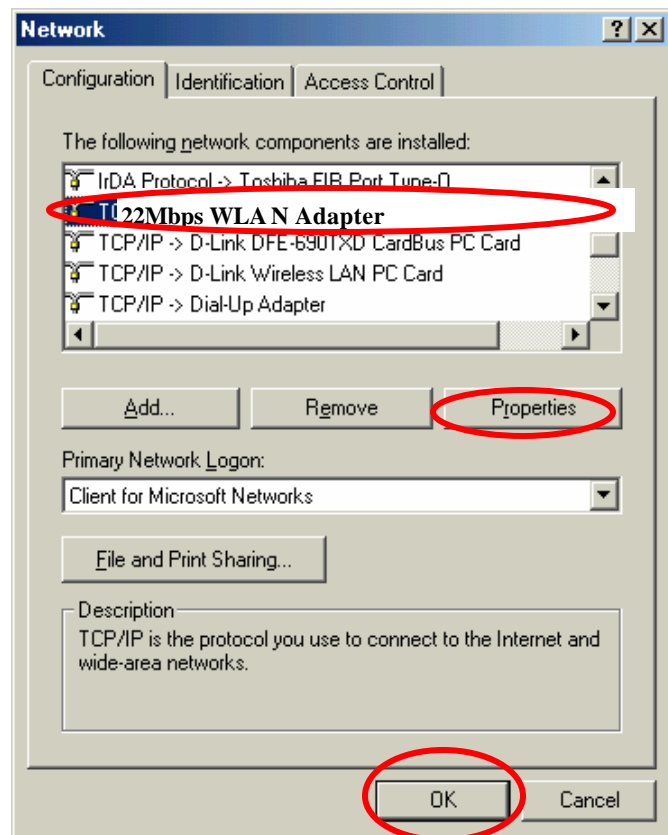 Network
Configuration Identification Access Control
The following network components are installed:
IrDA Protocol -> Toshiba FIR Port Type-O
22Mbps WLA N Adapter
TCP/IP -> D-Link DFE-690TXD CardBus PC Card
TCP/IP -> D-Link Wireless LAN PC Card
TCP/IP -> Dial-Up Adapter
Add... Remove Properties
Primary Network Logon:
Client for Microsoft Networks
File and Print Sharing...
Description
TCP/IP is the protocol you use to connect to the Internet and
wide-area networks.
OK Cancel